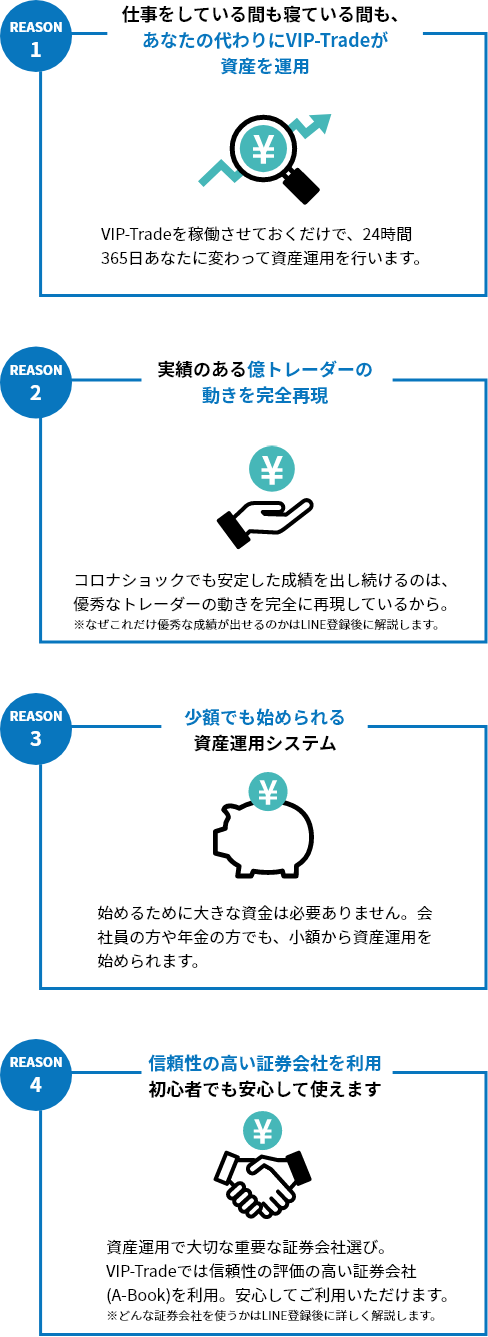 REASON
1
仕事をしている間も寝ている間も、
あなたの代わりにVIP-Tradeが
資産を運用
¥
VIP-Tradeを稼働させておくだけで、24時間
365日あなたに変わって資産運用を行います。
REASON
2
実績のある億トレーダーの
動きを完全再現
¥
コロナショックでも安定した成績を出し続けるのは、
優秀なトレーダーの動きを完全に再現しているから。
※なぜこれだけ優秀な成績が出せるのかはLINE登録後に解説します。
REASON
3
少額でも始められる
資産運用システム
¥
始めるために大きな資金は必要ありません。会
社員の方や年金の方でも、小額から資産運用を
始められます。
REASON
4
信頼性の高い証券会社を利用
初心者でも安心して使えます
¥
資産運用で大切な重要な証券会社選び。
VIP-Tradeでは信頼性の評価の高い証券会社
(A-Book)を利用。安心してご利用いただけます。
※どんな証券会社を使うかはLINE登録後に詳しく解説します。